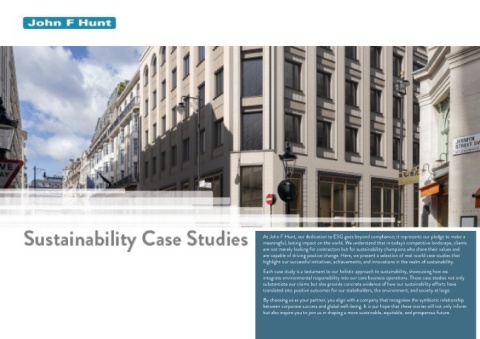 John F Hunt
JERMYN
STREET SW1
Sustainability Case Studies
At John F Hunt, our dedication to ESG goes beyond compliance; it represents our pledge to make a
meaningful, lasting impact on the world. We understand that in today's competitive landscape, clients
are not merely looking for contractors but for sustainability champions who share their values and
are capable of driving positive change. Here, we present a selection of real-world case studies that
highlight our successful initiatives, achievements, and innovations in the realm of sustainability.
Each case study is a testament to our holistic approach to sustainability, showcasing how we
integrate environmental responsibility into our core business operations. These case studies not only
substantiate our claims but also provide concrete evidence of how our sustainability efforts have
translated into positive outcomes for our stakeholders, the environment, and society at large.
By choosing us as your partner, you align with a company that recognises the symbiotic relationship
between corporate success and global well-being. It is our hope that these stories will not only inform
but also inspire you to join us in shaping a more sustainable, equitable, and prosperous future.